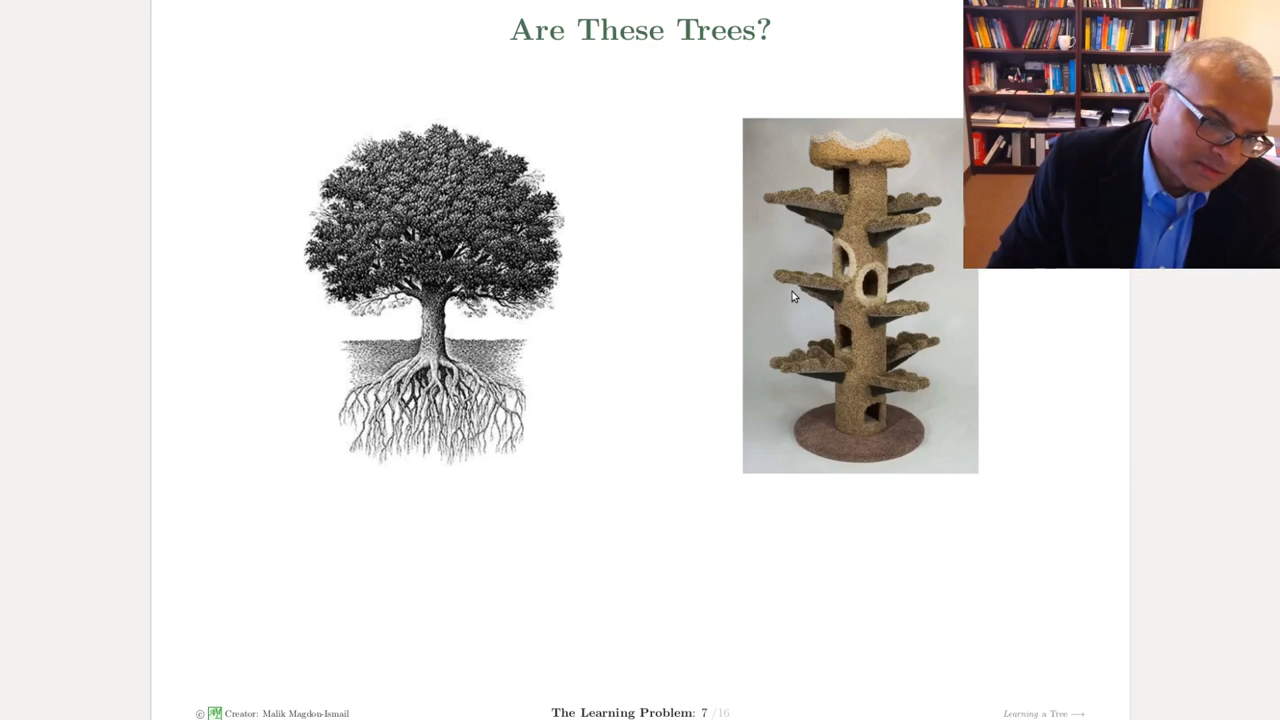 Are These Trees?
© Creator: Malik Magdon-Ismail
The Learning Problem: 7 /16
Learning a Tree ⟶